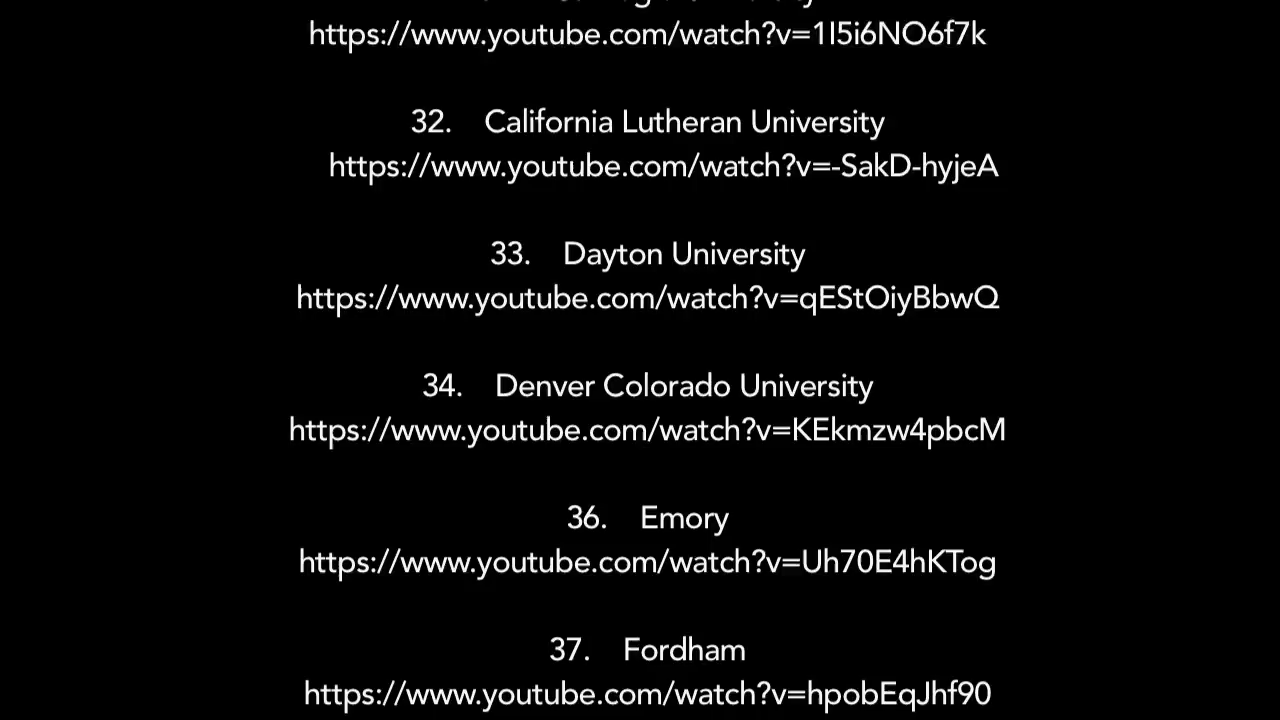 https://www.youtube.com/watch?v=1I5i6NO6f7k
32. California Lutheran University
https://www.youtube.com/watch?v=-SakD-hyjeA
33. Dayton University
https://www.youtube.com/watch?v=qEStOiyBbwQ
34. Denver Colorado University
https://www.youtube.com/watch?v=KEkmzw4pbcM
36. Emory
https://www.youtube.com/watch?v=Uh70E4hKTog
37. Fordham
https://www.youtube.com/watch?v=hpobEqJhf90